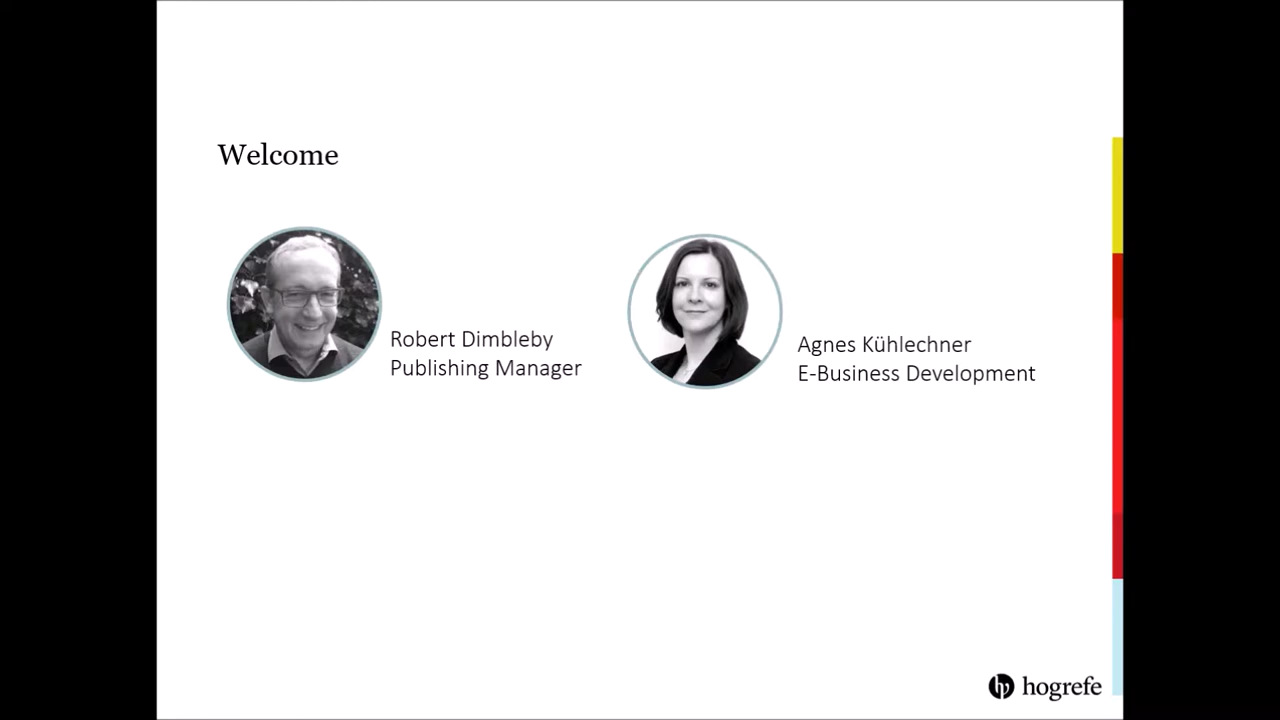 Welcome
Robert Dimbleby
Publishing Manager
Agnes Kühlechner
E-Business Development
hogrefe